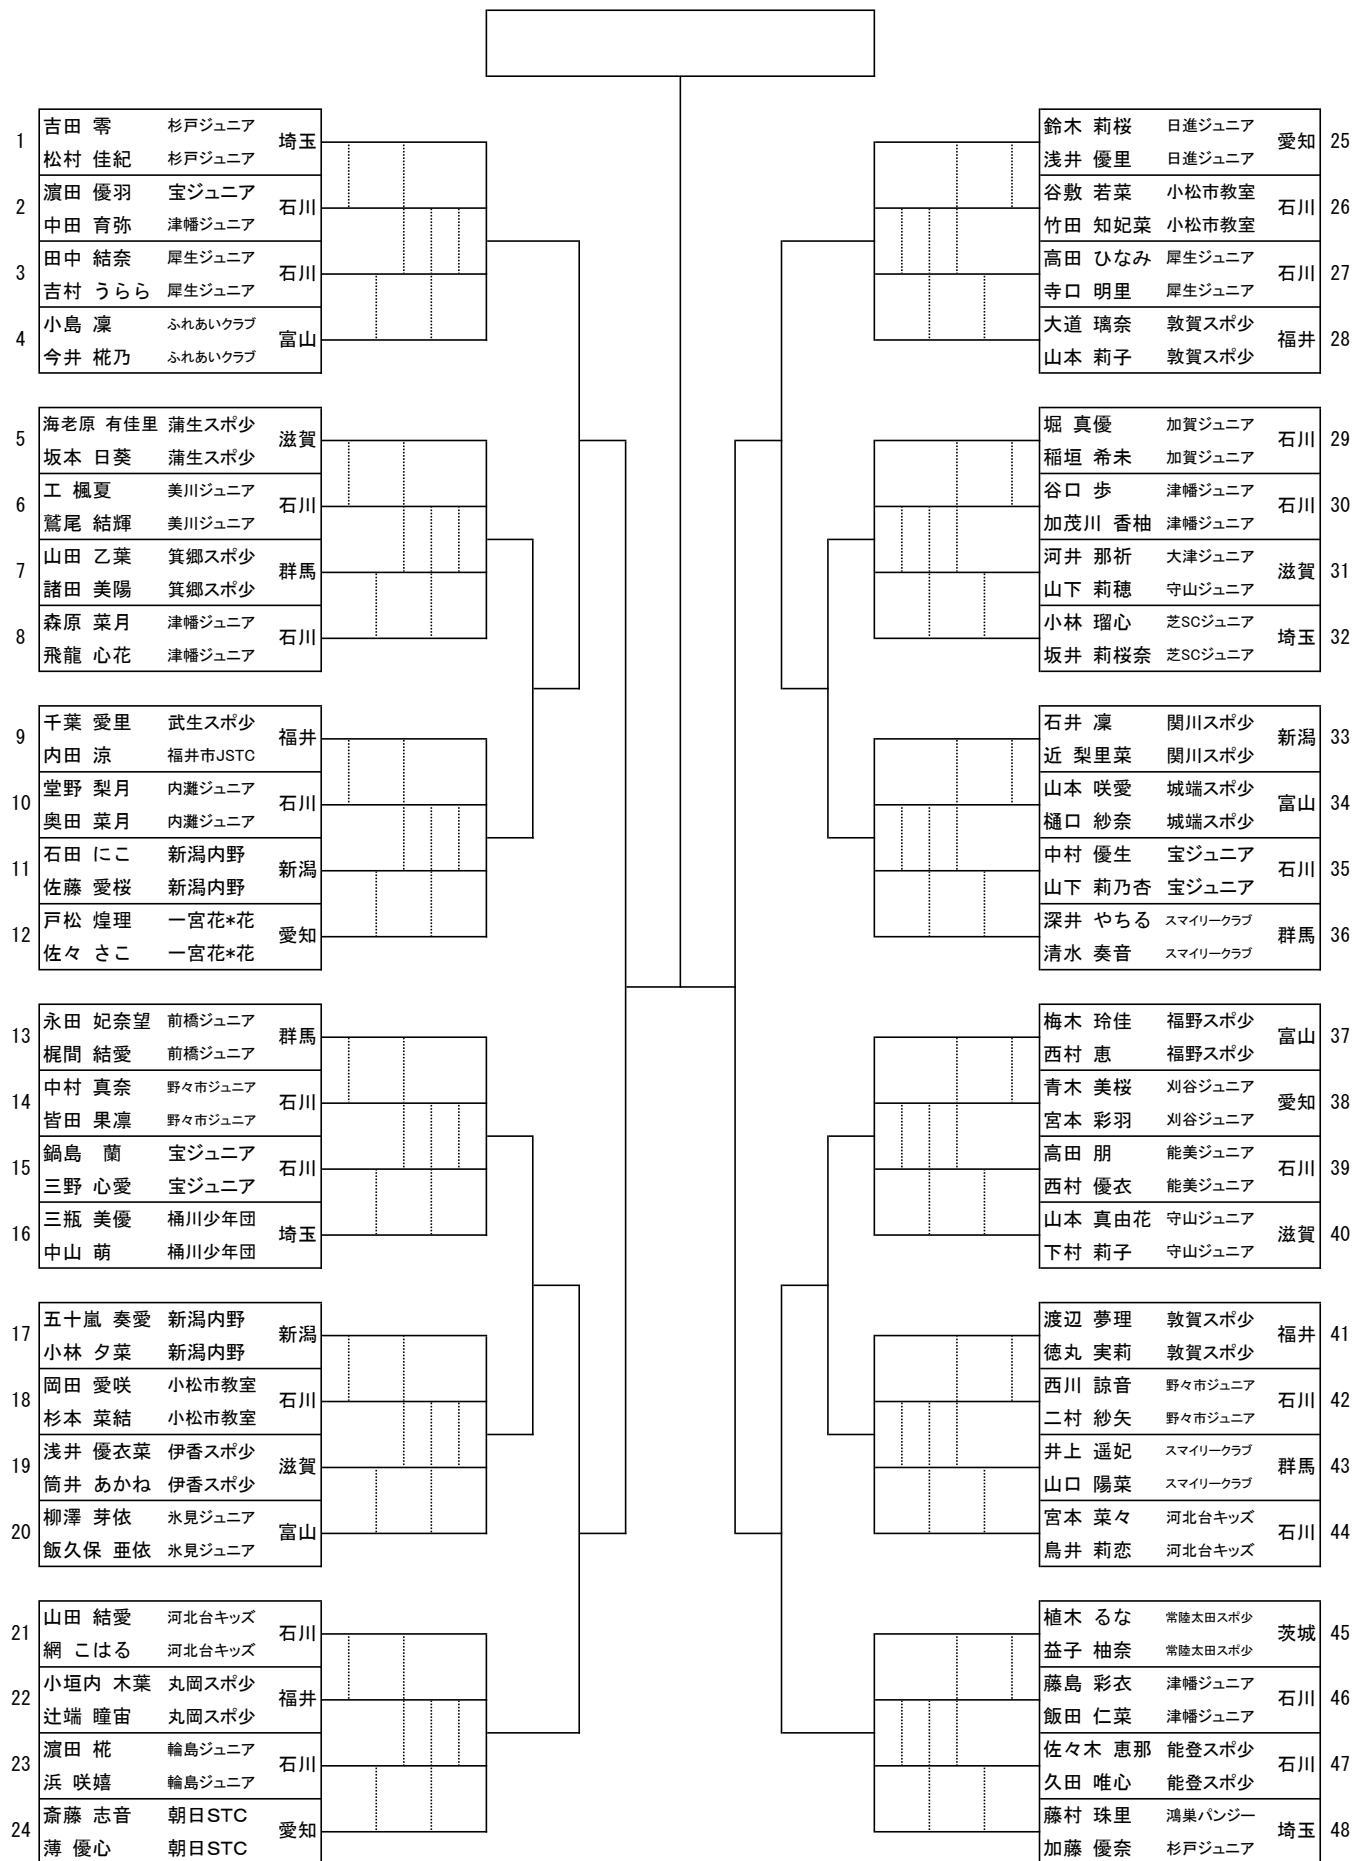 吉田 零 杉戸ジュニア
1 埼玉
松村 佳紀 杉戸ジュニア
濵田 優羽 宝ジュニア
2 石川
中田 育弥 津幡ジュニア
田中 結奈 犀生ジュニア
3 石川
吉村 うらら 犀生ジュニア
小島 凜 ふれあいクラブ
4 富山
今井 椛乃 ふれあいクラブ
海老原 有佳里 蒲生スポ少
5 滋賀
坂本 日葵 蒲生スポ少
工 楓夏 美川ジュニア
6 石川
鷲尾 結輝 美川ジュニア
山田 乙葉 箕郷スポ少
7 群馬
諸田 美陽 箕郷スポ少
森原 菜月 津幡ジュニア
8 石川
飛龍 心花 津幡ジュニア
千葉 愛里 武生スポ少
9 福井
内田 涼 福井市JSTC
堂野 梨月 内灘ジュニア
10 石川
奥田 菜月 内灘ジュニア
石田 にこ 新潟内野
11 新潟
佐藤 愛桜 新潟内野
戸松 煌理 一宮花*花
12 愛知
佐々 さこ 一宮花*花
永田 妃奈望 前橋ジュニア
13 群馬
梶間 結愛 前橋ジュニア
中村 真奈 野々市ジュニア
14 石川
皆田 果凛 野々市ジュニア
鍋島 蘭 宝ジュニア
15 石川
三野 心愛 宝ジュニア
三瓶 美優 桶川少年団
16 埼玉
中山 萌 桶川少年団
五十嵐 奏愛 新潟内野
17 新潟
小林 夕菜 新潟内野
岡田 愛咲 小松市教室
18 石川
杉本 菜結 小松市教室
浅井 優衣菜 伊香スポ少
19 滋賀
筒井 あかね 伊香スポ少
柳澤 芽依 氷見ジュニア
20 富山
飯久保 亜依 氷見ジュニア
山田 結愛 河北台キッズ
21 石川
網 こはる 河北台キッズ
小垣内 木葉 丸岡スポ少
22 福井
辻端 瞳宙 丸岡スポ少
濵田 椛 輪島ジュニア
23 石川
浜 咲嬉 輪島ジュニア
斎藤 志音 朝日STC
24 愛知
薄 優心 朝日STC
鈴木 莉桜 日進ジュニア
愛知 25
浅井 優里 日進ジュニア
谷敷 若菜 小松市教室
石川 26
竹田 知妃菜 小松市教室
高田 ひなみ 犀生ジュニア
石川 27
寺口 明里 犀生ジュニア
大道 璃奈 敦賀スポ少
福井 28
山本 莉子 敦賀スポ少
堀 真優 加賀ジュニア
石川 29
稲垣 希未 加賀ジュニア
谷口 歩 津幡ジュニア
石川 30
加茂川 香柚 津幡ジュニア
河井 那祈 大津ジュニア
滋賀 31
山下 莉穂 守山ジュニア
小林 瑠心 芝SCジュニア
埼玉 32
坂井 莉桜奈 芝SCジュニア
石井 凜 関川スポ少
新潟 33
近 梨里菜 関川スポ少
山本 咲愛 城端スポ少
富山 34
樋口 紗奈 城端スポ少
中村 優生 宝ジュニア
石川 35
山下 莉乃杏 宝ジュニア
深井 やちる スマイリークラブ
群馬 36
清水 奏音 スマイリークラブ
梅木 玲佳 福野スポ少
富山 37
西村 恵 福野スポ少
青木 美桜 刈谷ジュニア
愛知 38
宮本 彩羽 刈谷ジュニア
高田 朋 能美ジュニア
石川 39
西村 優衣 能美ジュニア
山本 真由花 守山ジュニア
滋賀 40
下村 莉子 守山ジュニア
渡辺 夢理 敦賀スポ少
福井 41
徳丸 実莉 敦賀スポ少
西川 諒音 野々市ジュニア
石川 42
二村 紗矢 野々市ジュニア
井上 遥妃 スマイリークラブ
群馬 43
山口 陽菜 スマイリークラブ
宮本 菜々 河北台キッズ
石川 44
鳥井 莉恋 河北台キッズ
植木 るな 常陸太田スポ少
茨城 45
益子 柚奈 常陸太田スポ少
藤島 彩衣 津幡ジュニア
石川 46
飯田 仁菜 津幡ジュニア
佐々木 恵那 能登スポ少
石川 47
久田 唯心 能登スポ少
藤村 珠里 鴻巣パンジー
埼玉 48
加藤 優奈 杉戸ジュニア